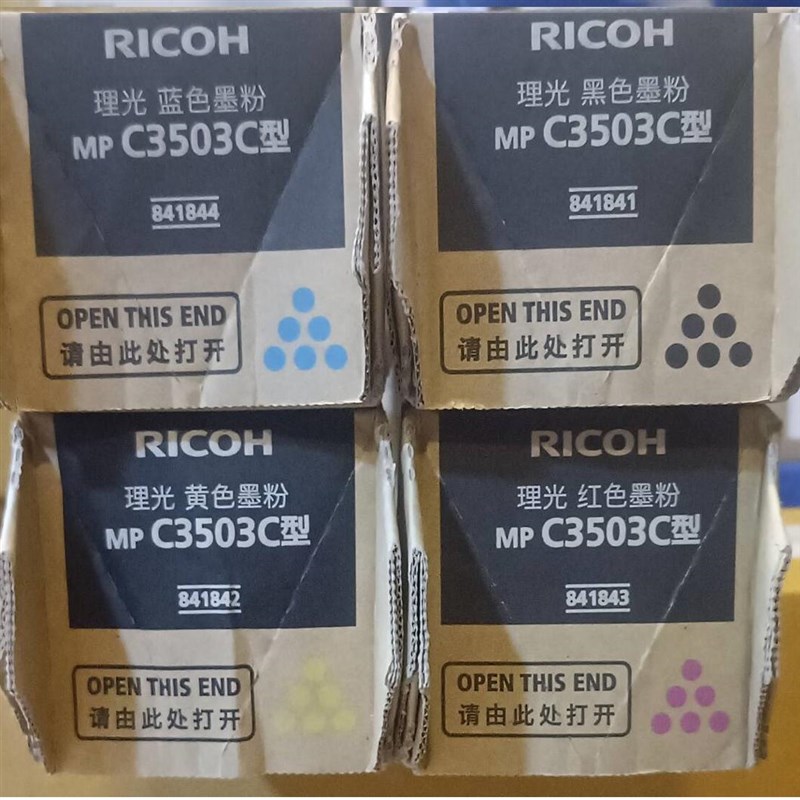 RICOH
理光 蓝色墨粉
MP C3503C型
841844
OPEN THIS END
请由此处打开
RICOH
理光 黑色墨粉
MP C3503C型
841841
OPEN THIS END
请由此处打开
RICOH
理光 黄色墨粉
MP C3503C型
841842
OPEN THIS END
请由此处打开
RICOH
理光 红色墨粉
MP C3503C型
841843
OPEN THIS END
请由此处打开